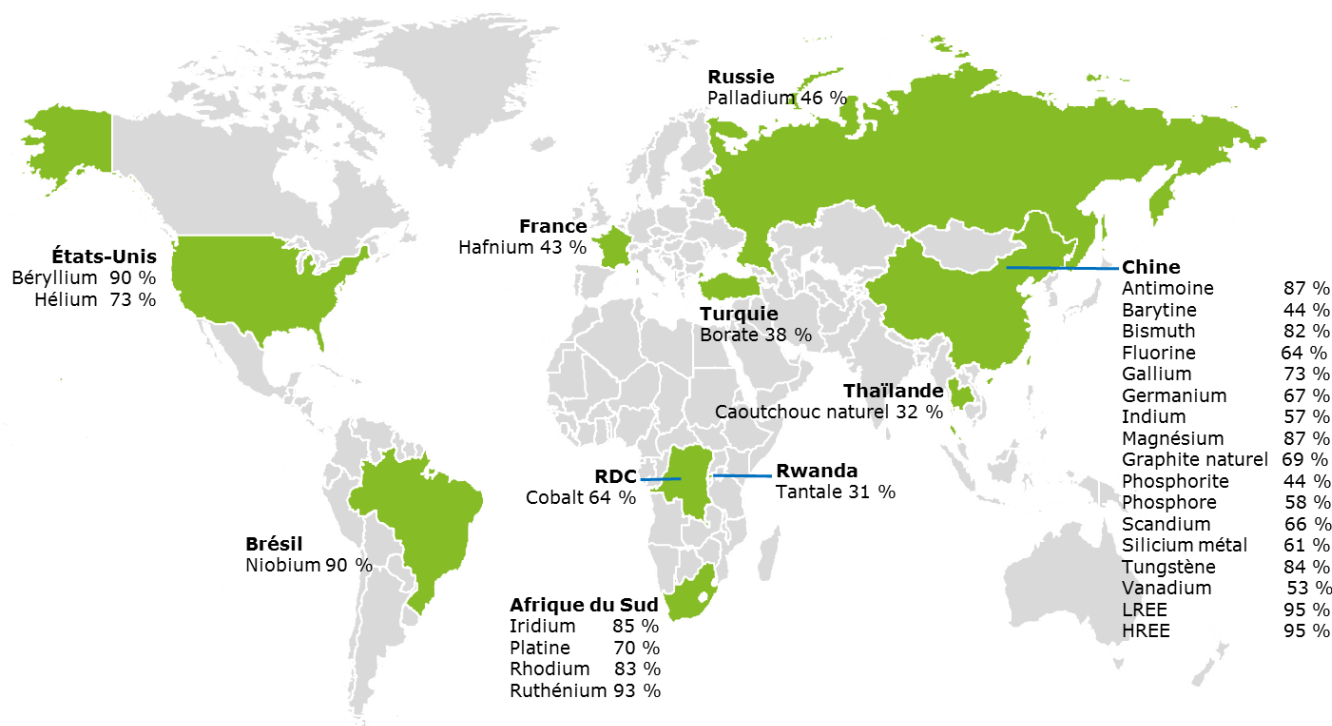 Russie
Palladium 46 %
France
Hafnium 43 %
États-Unis
Béryllium 90 %
Hélium 73 %
Chine
Antimoine 87 %
Barytine 44 %
Bismuth 82 %
Fluorine 64 %
Gallium 73 %
Germanium 67 %
Indium 57 %
Magnésium 87 %
Graphite naturel 69 %
Phosphorite 44 %
Phosphore 58 %
Scandium 66 %
Silicium métal 61 %
Tungstène 84 %
Vanadium 53 %
LREE 95 %
HREE 95 %
Turquie
Borate 38 %
Thaïlande
Caoutchouc naturel 32 %
RDC
Cobalt 64 %
Rwanda
Tantale 31 %
Brésil
Niobium 90 %
Afrique du Sud
Iridium 85 %
Platine 70 %
Rhodium 83 %
Ruthénium 93 %